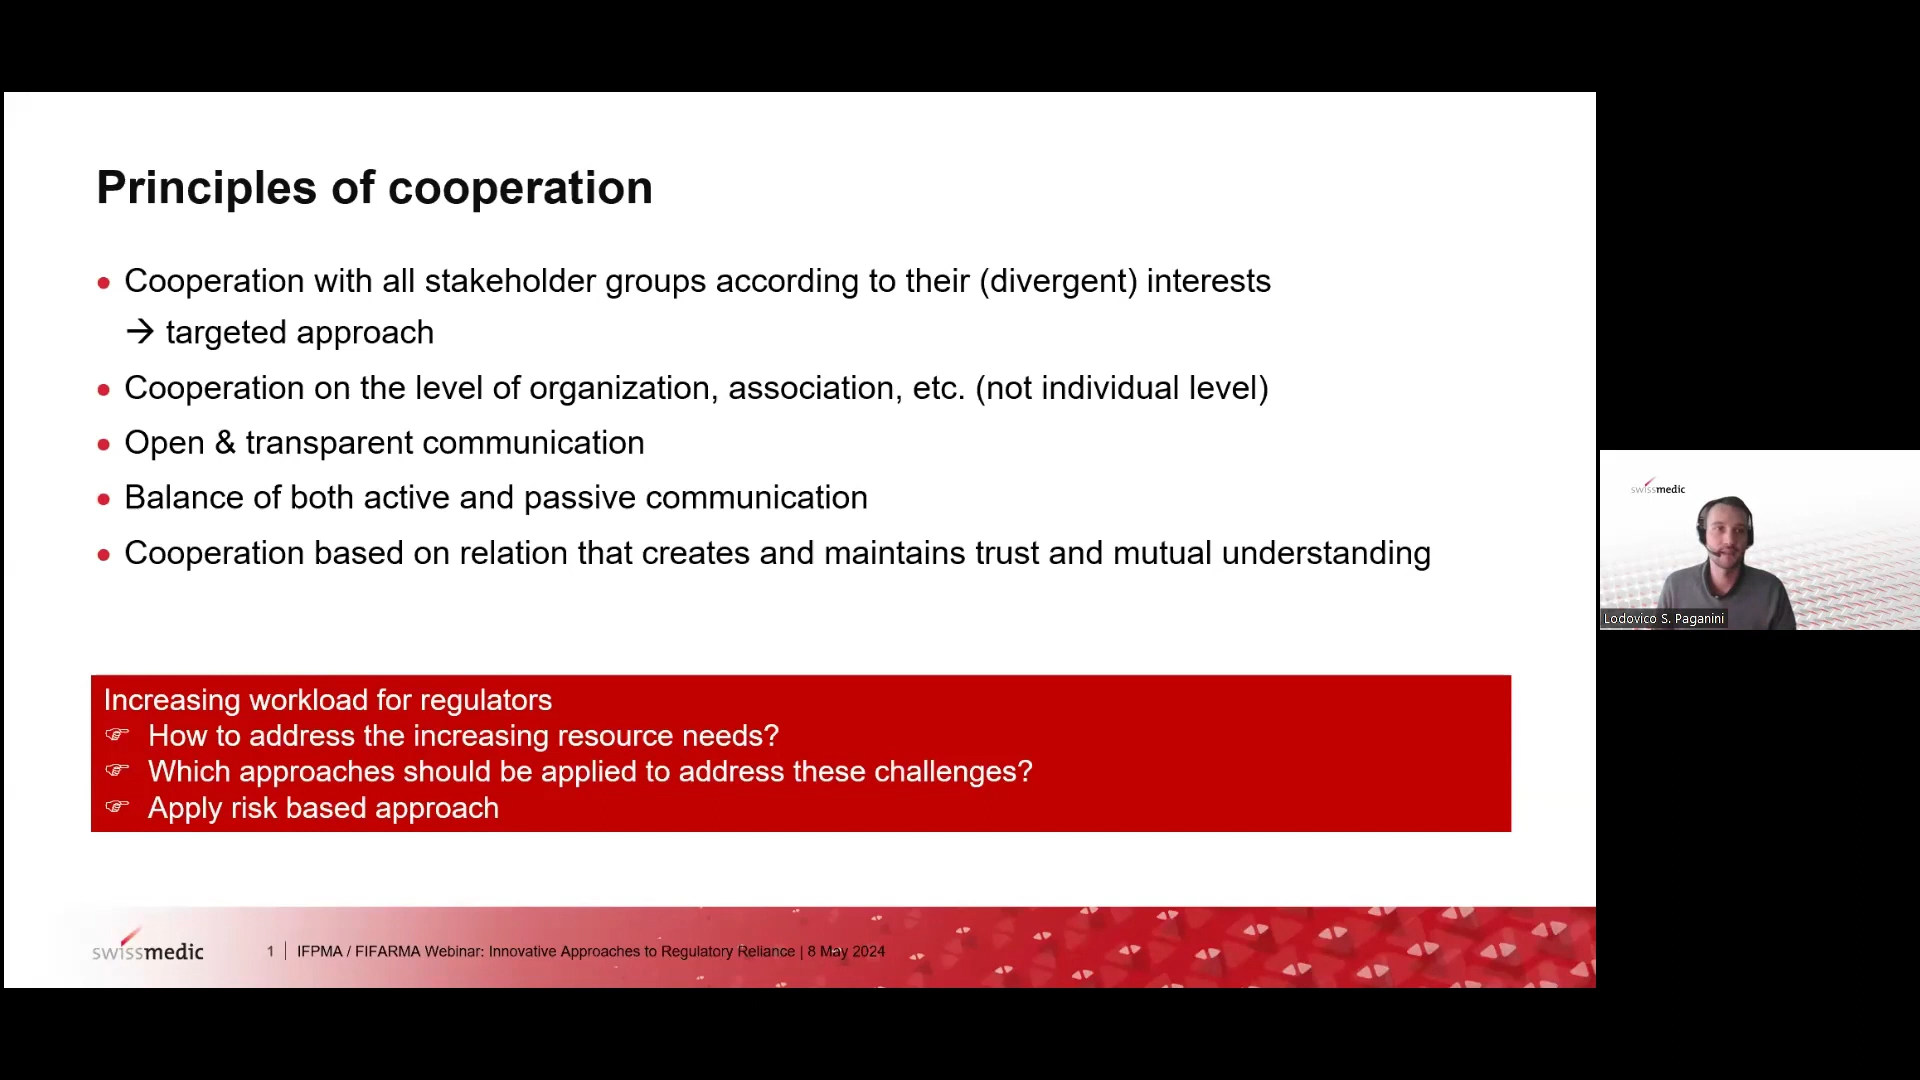 Principles of cooperation
• Cooperation with all stakeholder groups according to their (divergent) interests
→ targeted approach
• Cooperation on the level of organization, association, etc. (not individual level)
• Open & transparent communication
• Balance of both active and passive communication
• Cooperation based on relation that creates and maintains trust and mutual understanding
Increasing workload for regulators
☞ How to address the increasing resource needs?
☞ Which approaches should be applied to address these challenges?
☞ Apply risk based approach
swissmedic
1 | IFPMA / FIFARMA Webinar: Innovative Approaches to Regulatory Reliance | 8 May 2024
swissmedic
Lodovico S. Paganini